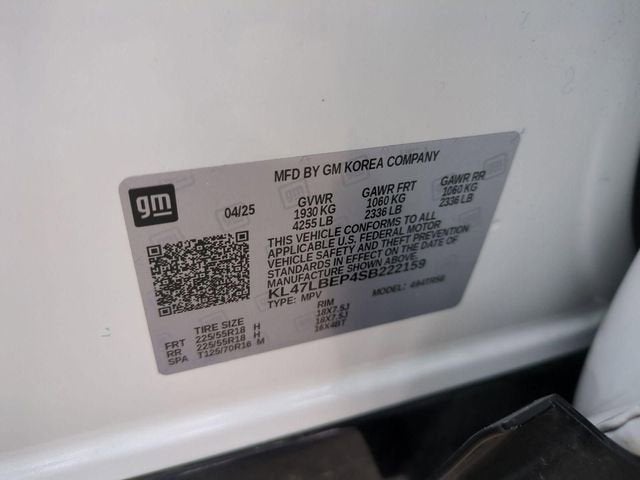 MFD BY GM KOREA COMPANY
gm
04/25
GVWR GAWR FRT GAWR RR
1930 KG 1060 KG 1060 KG
4255 LB 2336 LB 2336 LB
THIS VEHICLE CONFORMS TO ALL
APPLICABLE U.S. FEDERAL MOTOR
VEHICLE SAFETY AND THEFT PREVENTION
STANDARDS IN EFFECT ON THE DATE OF
MANUFACTURE SHOWN ABOVE.
KL47LBEP4SB222159
TYPE: MPV MODEL: 4TR58
TIRE SIZE RIM
FRT 225/55R18 H 18X7.5J
RR 225/55R18 H 18X7.5J
SPA T125/70R16 M 16X4BT